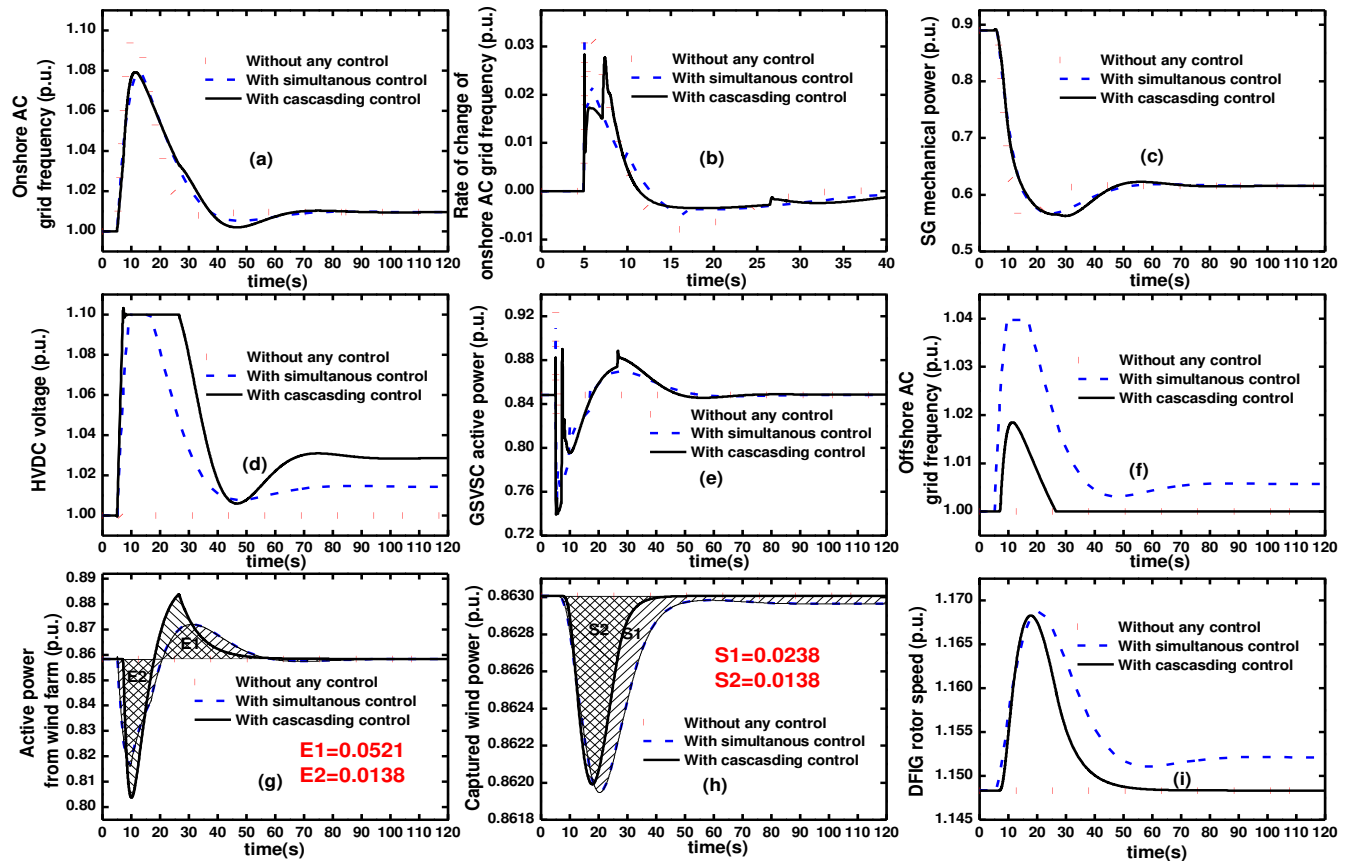 Onshore AC
grid frequency (p.u.)
1.10
1.08
1.06
1.04
1.02
1.00
Without any control
With simultanous control
With cascasding control
(a)
0 10 20 30 40 50 60 70 80 90 100 110 120
time(s)
Rate of change of
onshore AC grid frequency (p.u.)
0.03
0.02
0.01
0.00
-0.01
Without any control
With simultanous control
With cascasding control
(b)
0 5 10 15 20 25 30 35 40
time(s)
SG mechanical power (p.u.)
0.9
0.8
0.7
0.6
0.5
Without any control
With simultanous control
With cascasding control
(c)
0 10 20 30 40 50 60 70 80 90 100 110 120
time(s)
HVDC voltage (p.u.)
1.10
1.08
1.06
1.04
1.02
1.00
Without any control
With simultanous control
With cascasding control
(d)
0 10 20 30 40 50 60 70 80 90 100 110 120
time(s)
GSVSC active power (p.u.)
0.92
0.88
0.84
0.80
0.76
0.72
Without any control
With simultanous control
With cascasding control
(e)
0 10 20 30 40 50 60 70 80 90 100 110 120
time(s)
Offshore AC
grid frequency (p.u.)
1.04
1.03
1.02
1.01
1.00
Without any control
With simultanous control
With cascasding control
(f)
0 10 20 30 40 50 60 70 80 90 100 110 120
time(s)
Active power
from wind farm (p.u.)
0.89
0.88
0.87
0.86
0.85
0.84
0.83
0.82
0.81
0.80
E1
E2
Without any control
With simultanous control
With cascasding control
E1=0.0521
E2=0.0138
(g)
0 10 20 30 40 50 60 70 80 90 100 110 120
time(s)
Captured wind power (p.u.)
0.8630
0.8628
0.8626
0.8624
0.8622
0.8620
0.8618
S2
S1
S1=0.0238
S2=0.0138
Without any control
With simultanous control
With cascasding control
(h)
0 10 20 30 40 50 60 70 80 90 100 110 120
time(s)
DFIG rotor speed (p.u.)
1.170
1.165
1.160
1.155
1.150
1.145
Without any control
With simultanous control
With cascasding control
(i)
0 10 20 30 40 50 60 70 80 90 100 110 120
time(s)